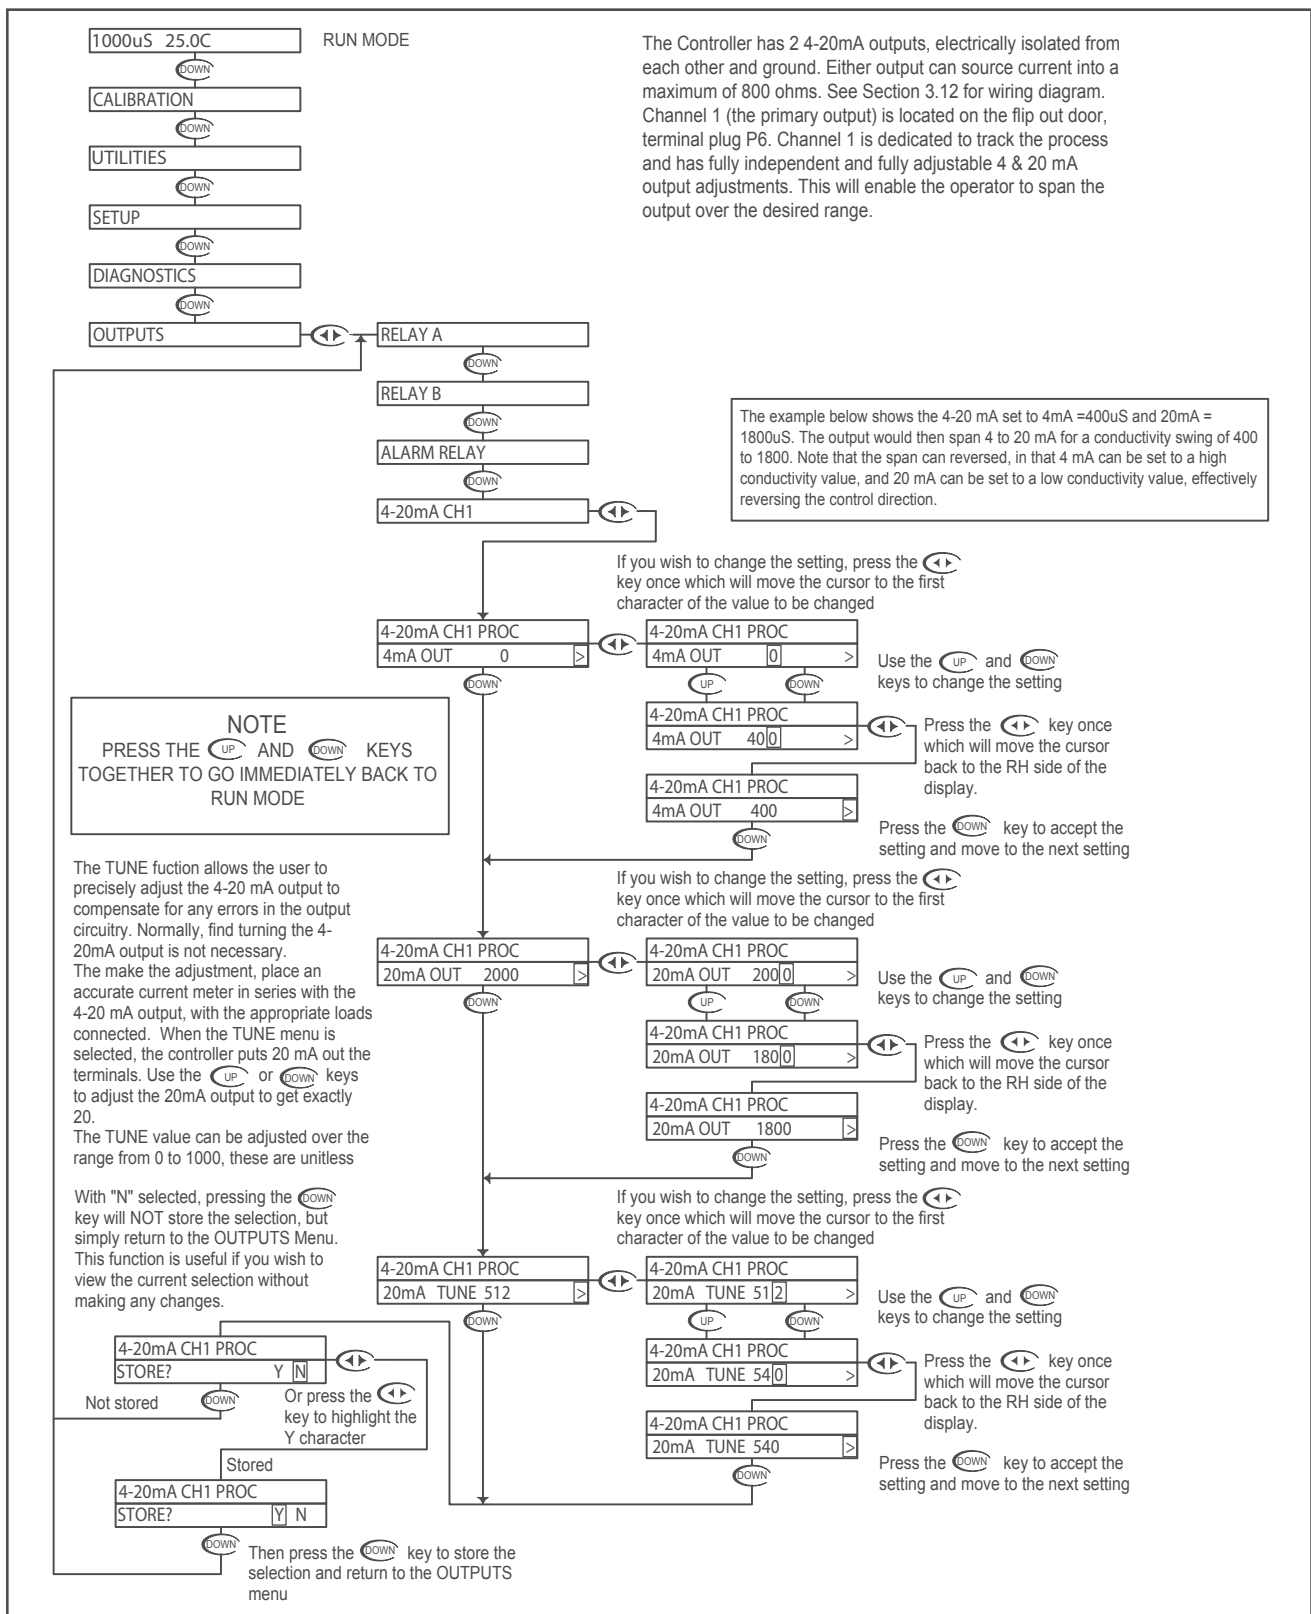 1000uS 25.0C
RUN MODE
DOWN
CALIBRATION
DOWN
UTILITIES
DOWN
SETUP
DOWN
DIAGNOSTICS
DOWN
OUTPUTS
The Controller has 2 4-20mA outputs, electrically isolated from
each other and ground. Either output can source current into a
maximum of 800 ohms. See Section 3.12 for wiring diagram.
Channel 1 (the primary output) is located on the flip out door,
terminal plug P6. Channel 1 is dedicated to track the process
and has fully independent and fully adjustable 4 & 20 mA
output adjustments. This will enable the operator to span the
output over the desired range.
RELAY A
DOWN
RELAY B
DOWN
ALARM RELAY
DOWN
4-20mA CH1
The example below shows the 4-20 mA set to 4mA =400uS and 20mA =
1800uS. The output would then span 4 to 20 mA for a conductivity swing of 400
to 1800. Note that the span can reversed, in that 4 mA can be set to a high
conductivity value, and 20 mA can be set to a low conductivity value, effectively
reversing the control direction.
If you wish to change the setting, press the
key once which will move the cursor to the first
character of the value to be changed
4-20mA CH1 PROC
4mA OUT 0 >
DOWN
4-20mA CH1 PROC
4mA OUT 0 >
UP DOWN
Use the UP and DOWN
keys to change the setting
4-20mA CH1 PROC
4mA OUT 400 >
Press the key once
which will move the cursor
back to the RH side of the
display.
4-20mA CH1 PROC
4mA OUT 400 >
DOWN
Press the DOWN key to accept the
setting and move to the next setting
NOTE
PRESS THE UP AND DOWN KEYS
TOGETHER TO GO IMMEDIATELY BACK TO
RUN MODE
The TUNE fuction allows the user to
precisely adjust the 4-20 mA output to
compensate for any errors in the output
circuitry. Normally, find turning the 4-
20mA output is not necessary.
The make the adjustment, place an
accurate current meter in series with the
4-20 mA output, with the appropriate loads
connected. When the TUNE menu is
selected, the controller puts 20 mA out the
terminals. Use the UP or DOWN keys
to adjust the 20mA output to get exactly
20.
The TUNE value can be adjusted over the
range from 0 to 1000, these are unitless
If you wish to change the setting, press the
key once which will move the cursor to the first
character of the value to be changed
4-20mA CH1 PROC
20mA OUT 2000 >
DOWN
4-20mA CH1 PROC
20mA OUT 2000 >
UP DOWN
Use the UP and DOWN
keys to change the setting
4-20mA CH1 PROC
20mA OUT 1800 >
Press the key once
which will move the cursor
back to the RH side of the
display.
4-20mA CH1 PROC
20mA OUT 1800 >
DOWN
Press the DOWN key to accept the
setting and move to the next setting
With "N" selected, pressing the DOWN
key will NOT store the selection, but
simply return to the OUTPUTS Menu.
This function is useful if you wish to
view the current selection without
making any changes.
If you wish to change the setting, press the
key once which will move the cursor to the first
character of the value to be changed
4-20mA CH1 PROC
20mA TUNE 512 >
DOWN
4-20mA CH1 PROC
20mA TUNE 512 >
UP DOWN
Use the UP and DOWN
keys to change the setting
4-20mA CH1 PROC
20mA TUNE 540 >
Press the key once
which will move the cursor
back to the RH side of the
display.
4-20mA CH1 PROC
20mA TUNE 540 >
DOWN
Press the DOWN key to accept the
setting and move to the next setting
4-20mA CH1 PROC
STORE? Y N
Not stored
DOWN
Or press the
key to highlight the
Y character
Stored
4-20mA CH1 PROC
STORE? Y N
DOWN
Then press the DOWN key to store the
selection and return to the OUTPUTS
menu